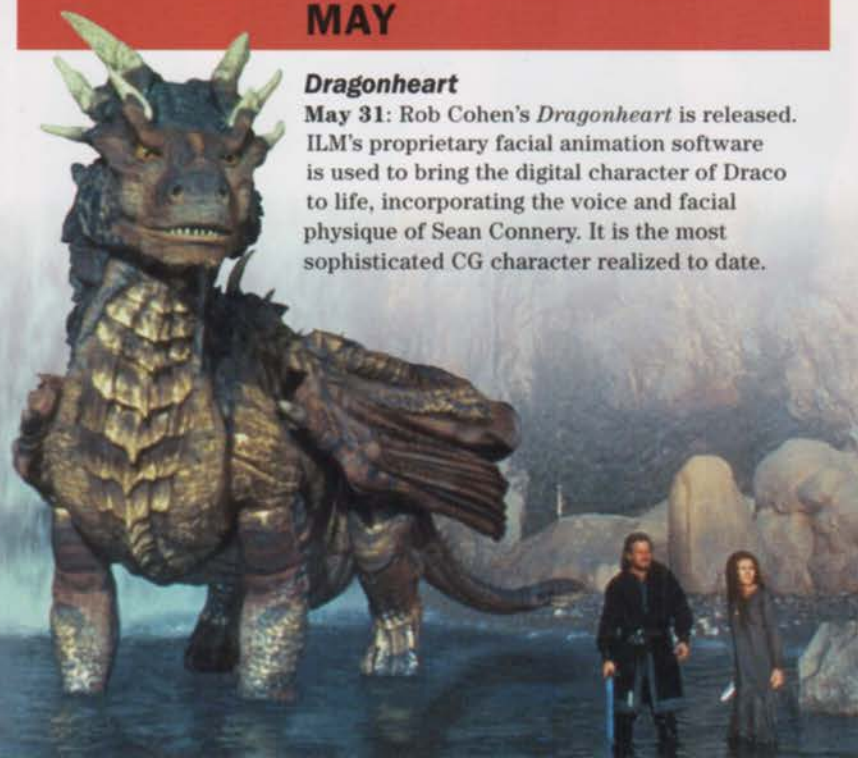 MAY
Dragonheart
May 31: Rob Cohen's Dragonheart is released.
ILM's proprietary facial animation software
is used to bring the digital character of Draco
to life, incorporating the voice and facial
physique of Sean Connery. It is the most
sophisticated CG character realized to date.